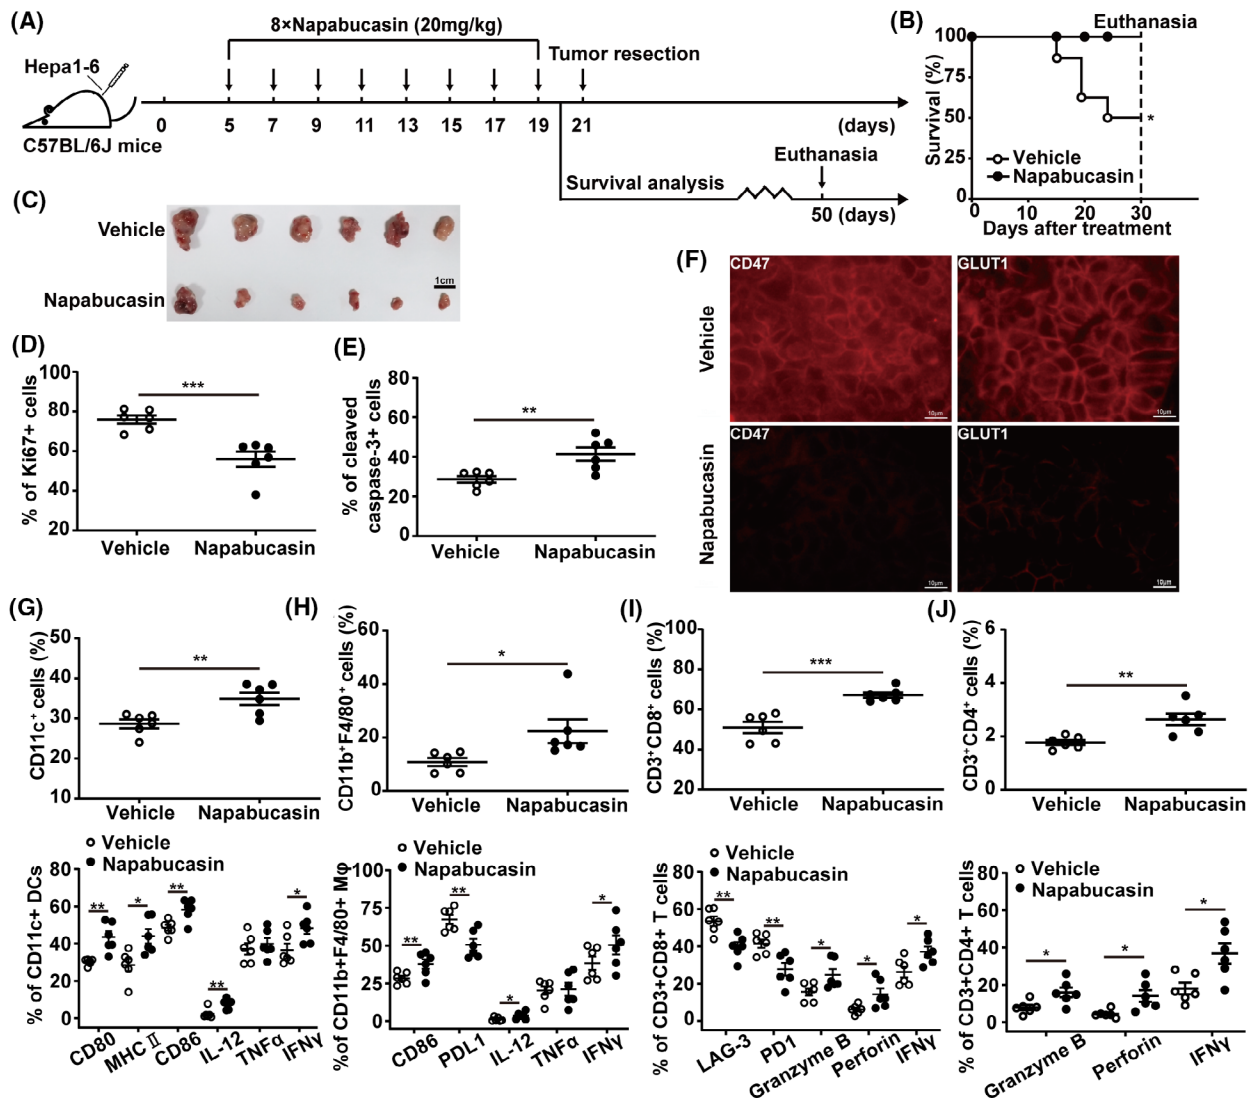 (A)
8×Napabucasin (20mg/kg)
Tumor resection
Hepa1-6
C57BL/6J mice
0 5 7 9 11 13 15 17 19 21 (days)
Survival analysis
Euthanasia
50 (days)
(B)
Euthanasia
Survival (%)
100
75
50
25
0
*
Vehicle
Napabucasin
0 10 20 30
Days after treatment
(C)
Vehicle
Napabucasin
1cm
(D)
% of Ki67+ cells
100
80
60
40
20
***
Vehicle Napabucasin
(E)
% of cleaved
caspase-3+ cells
80
60
40
20
0
**
Vehicle Napabucasin
(F)
CD47 GLUT1
Vehicle
10μm 10μm
CD47 GLUT1
Napabucasin
10μm 10μm
(G)
CD11c⁺ cells (%)
50
40
30
20
10
**
Vehicle Napabucasin
Vehicle
Napabucasin
% of CD11c+ DCs
80
60
40
20
0
** * ** ** *
CD80 MHC Ⅱ CD86 IL-12 TNFα IFNγ
(H)
CD11b⁺F4/80⁺ cells (%)
60
40
20
0
*
Vehicle Napabucasin
Vehicle
Napabucasin
%of CD11b+F4/80+ Mφ
100
75
50
25
0
** ** * *
CD86 PDL1 IL-12 TNFα IFNγ
(I)
CD3⁺CD8⁺ cells (%)
100
80
60
40
20
***
Vehicle Napabucasin
Vehicle
Napabucasin
% of CD3+CD8+ T cells
80
60
40
20
0
** ** * * *
LAG-3 PD1 Granzyme B Perforin IFNγ
(J)
CD3⁺CD4⁺ cells (%)
6
4
2
0
**
Vehicle Napabucasin
Vehicle
Napabucasin
% of CD3+CD4+ T cells
80
60
40
20
0
* * *
Granzyme B Perforin IFNγ